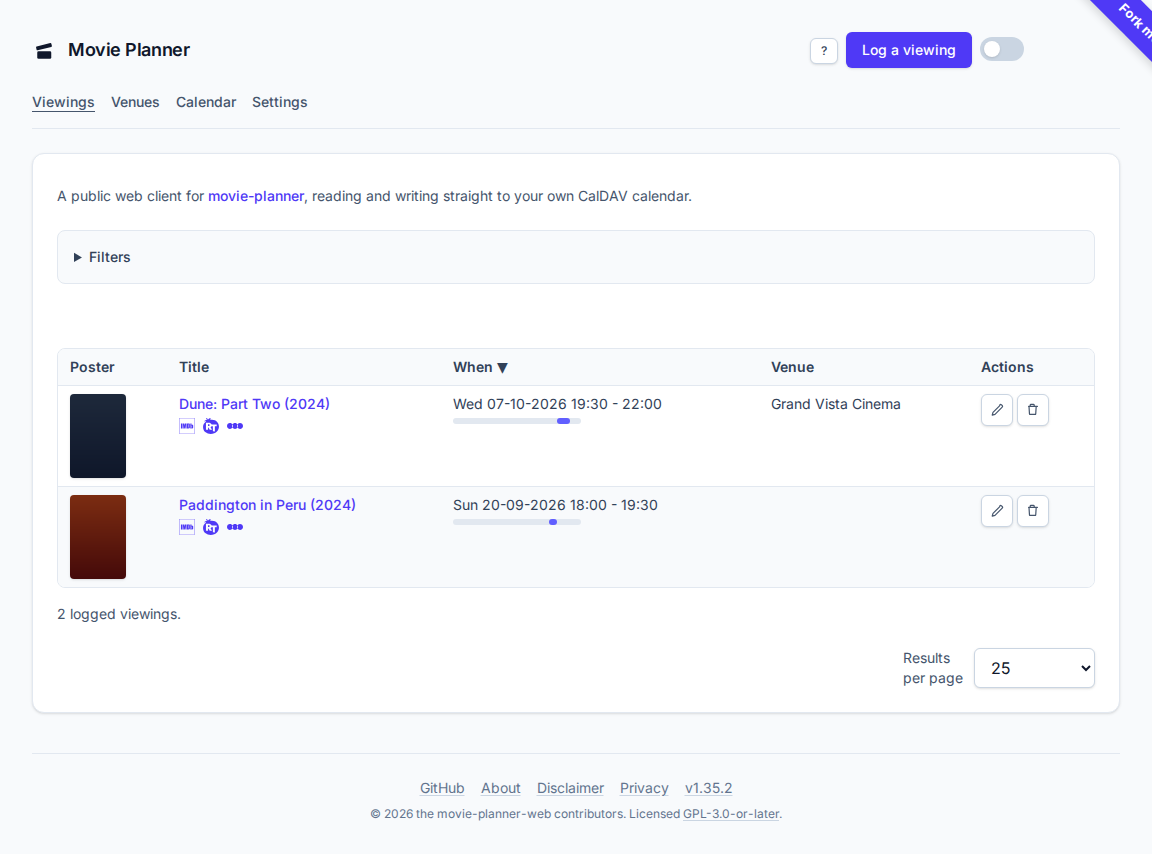 Fork m
Movie Planner
?
Log a viewing
Viewings Venues Calendar Settings
A public web client for movie-planner, reading and writing straight to your own CalDAV calendar.
Filters
Poster Title When ▼ Venue Actions
Dune: Part Two (2024) Wed 07-10-2026 19:30 - 22:00 Grand Vista Cinema
IMDb RT
Paddington in Peru (2024) Sun 20-09-2026 18:00 - 19:30
IMDb RT
2 logged viewings.
Results
per page
25
GitHub About Disclaimer Privacy v1.35.2
© 2026 the movie-planner-web contributors. Licensed GPL-3.0-or-later.